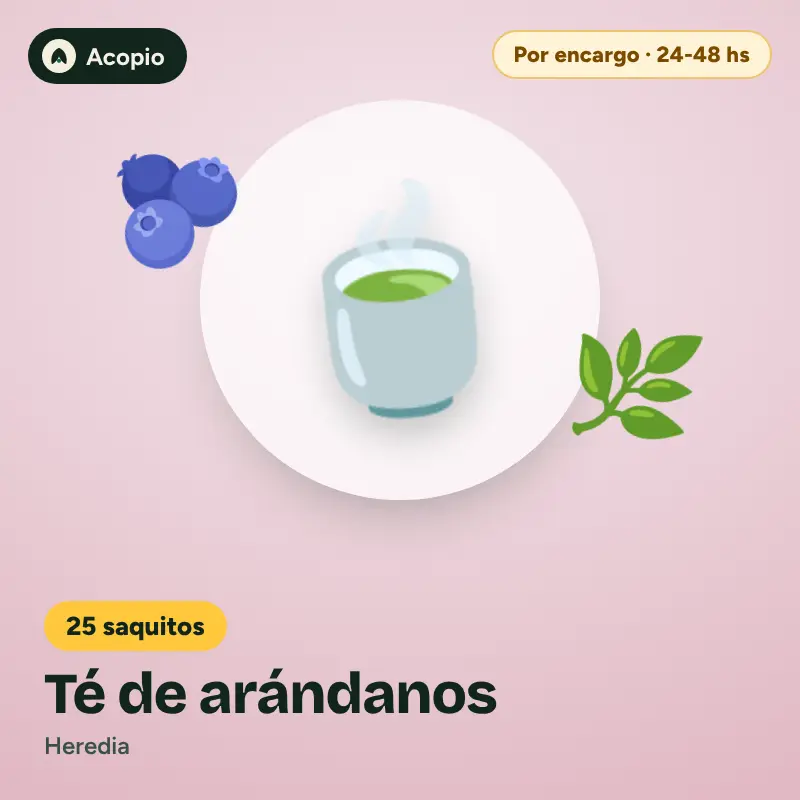 Acopio
Por encargo · 24-48 hs
25 saquitos
Té de arándanos
Heredia